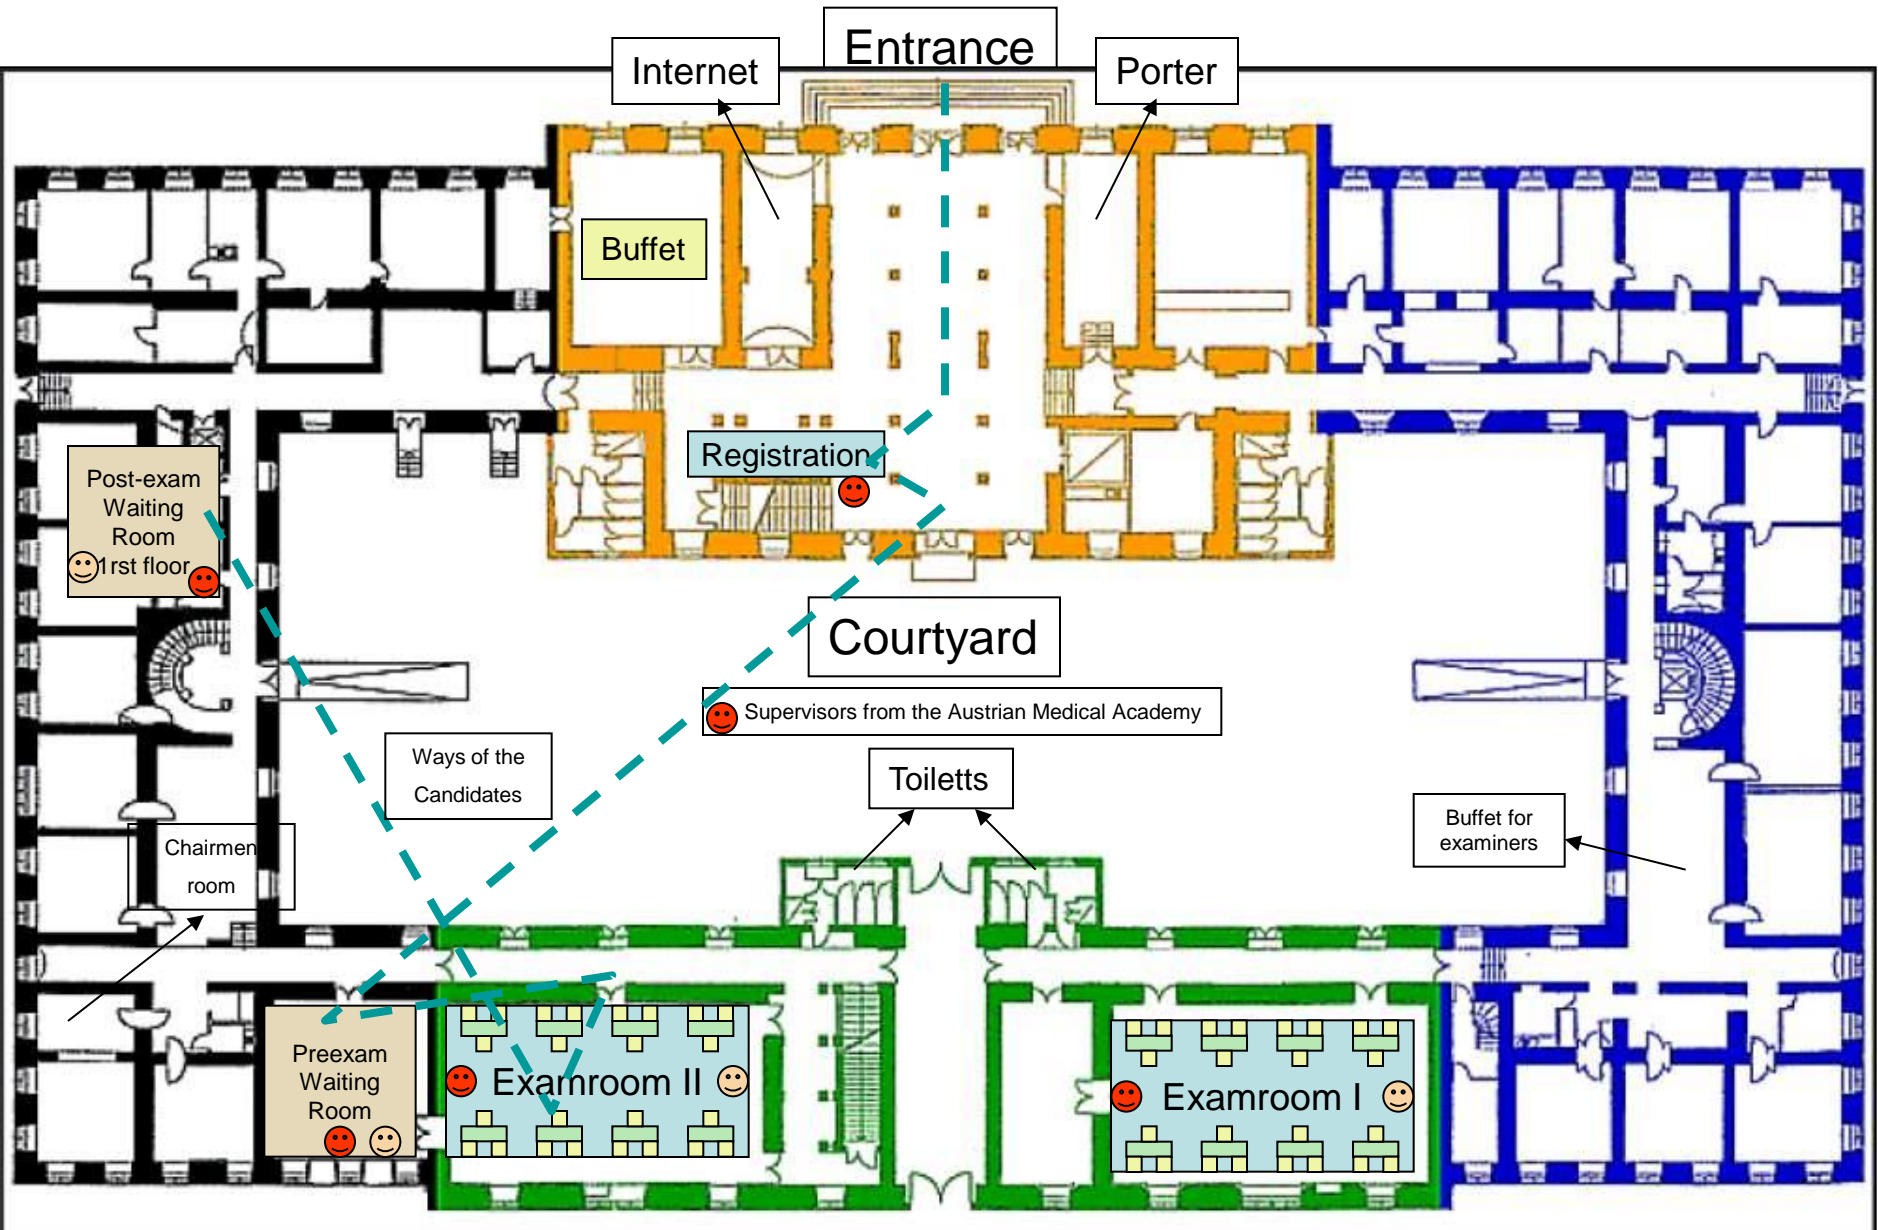 Entrance
Internet
Porter
Buffet
Registration
Post-exam
Waiting
Room
1rst floor
Courtyard
Supervisors from the Austrian Medical Academy
Ways of the
Candidates
Toiletts
Buffet for
examiners
Chairmen
room
Preexam
Waiting
Room
Examroom II
Examroom I